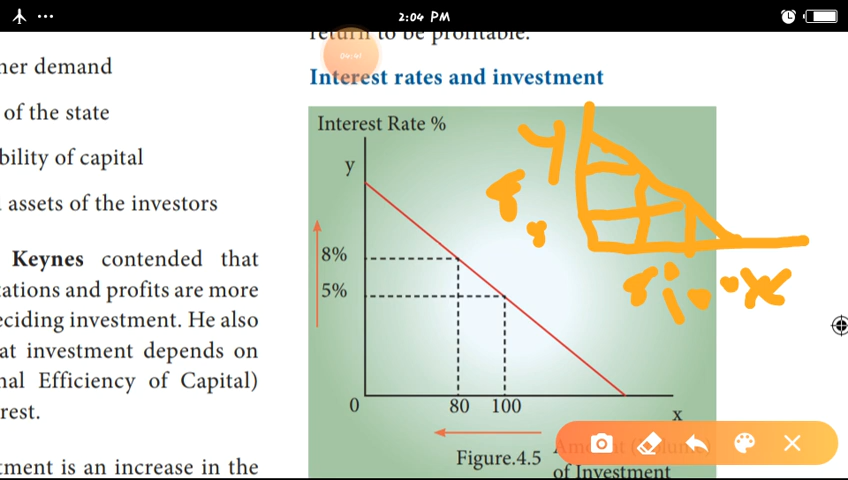 2:04 PM
return to be profitable.
her demand
Interest rates and investment
of the state
bility of capital
assets of the investors
Keynes contended that
tations and profits are more
eciding investment. He also
at investment depends on
nal Efficiency of Capital)
rest.
tment is an increase in the
Interest Rate %
y
8%
5%
0
80
100
x
Figure.4.5
of Investment
y
8
x